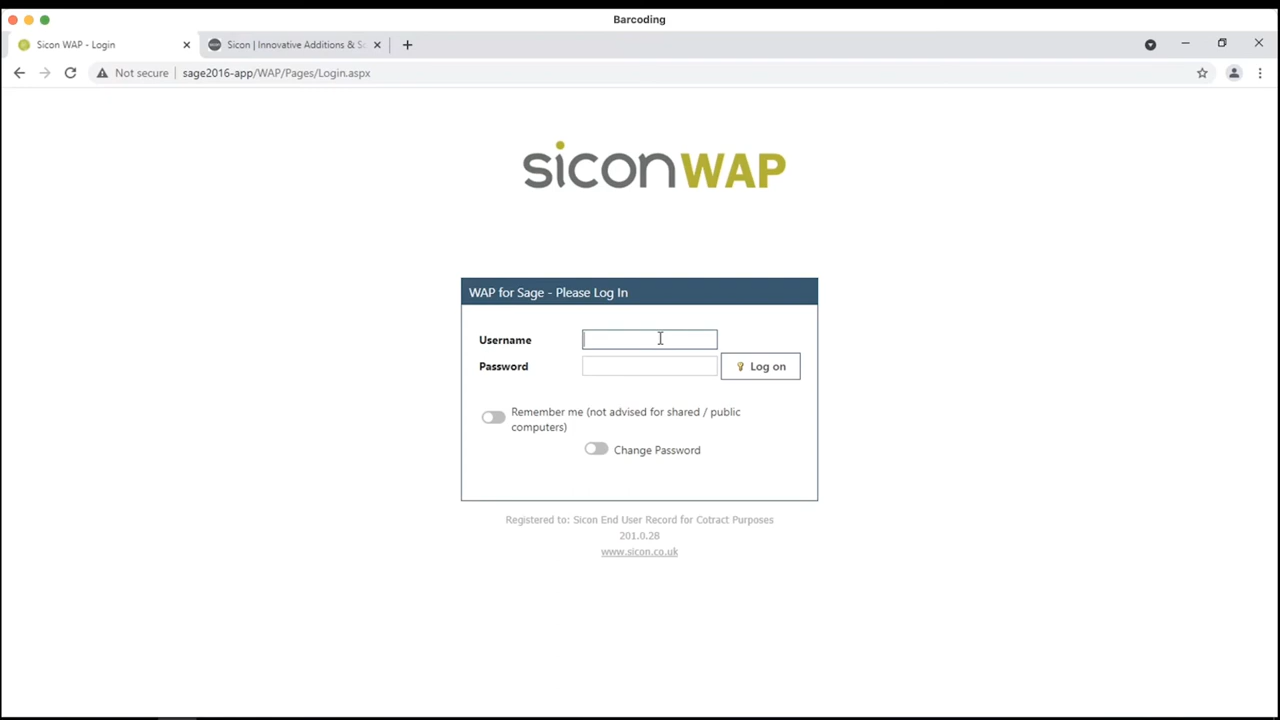 Barcoding
Sicon WAP - Login
Sicon | Innovative Additions & S
Not secure
sage2016-app/WAP/Pages/Login.aspx
sicon WAP
WAP for Sage - Please Log In
Username
Password
Log on
Remember me (not advised for shared / public
computers)
Change Password
Registered to: Sicon End User Record for Cotract Purposes
201.0.28
www.sicon.co.uk